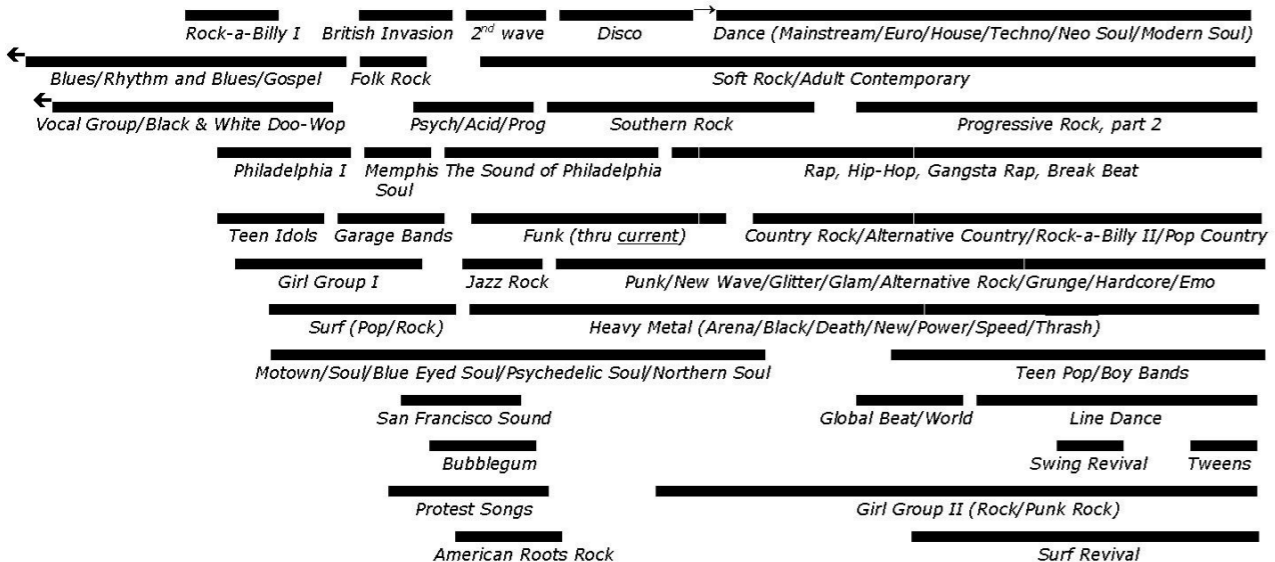 Rock-a-Billy I British Invasion 2nd wave Disco → Dance (Mainstream/Euro/House/Techno/Neo Soul/Modern Soul)
Blues/Rhythm and Blues/Gospel Folk Rock Soft Rock/Adult Contemporary
Vocal Group/Black & White Doo-Wop Psych/Acid/Prog Southern Rock Progressive Rock, part 2
Philadelphia I Memphis Soul The Sound of Philadelphia Rap, Hip-Hop, Gangsta Rap, Break Beat
Teen Idols Garage Bands Funk (thru current) Country Rock/Alternative Country/Rock-a-Billy II/Pop Country
Girl Group I Jazz Rock Punk/New Wave/Glitter/Glam/Alternative Rock/Grunge/Hardcore/Emo
Surf (Pop/Rock) Heavy Metal (Arena/Black/Death/New/Power/Speed/Thrash)
Motown/Soul/Blue Eyed Soul/Psychedelic Soul/Northern Soul Teen Pop/Boy Bands
San Francisco Sound Global Beat/World Line Dance
Bubblegum Swing Revival Tweens
Protest Songs Girl Group II (Rock/Punk Rock)
American Roots Rock Surf Revival